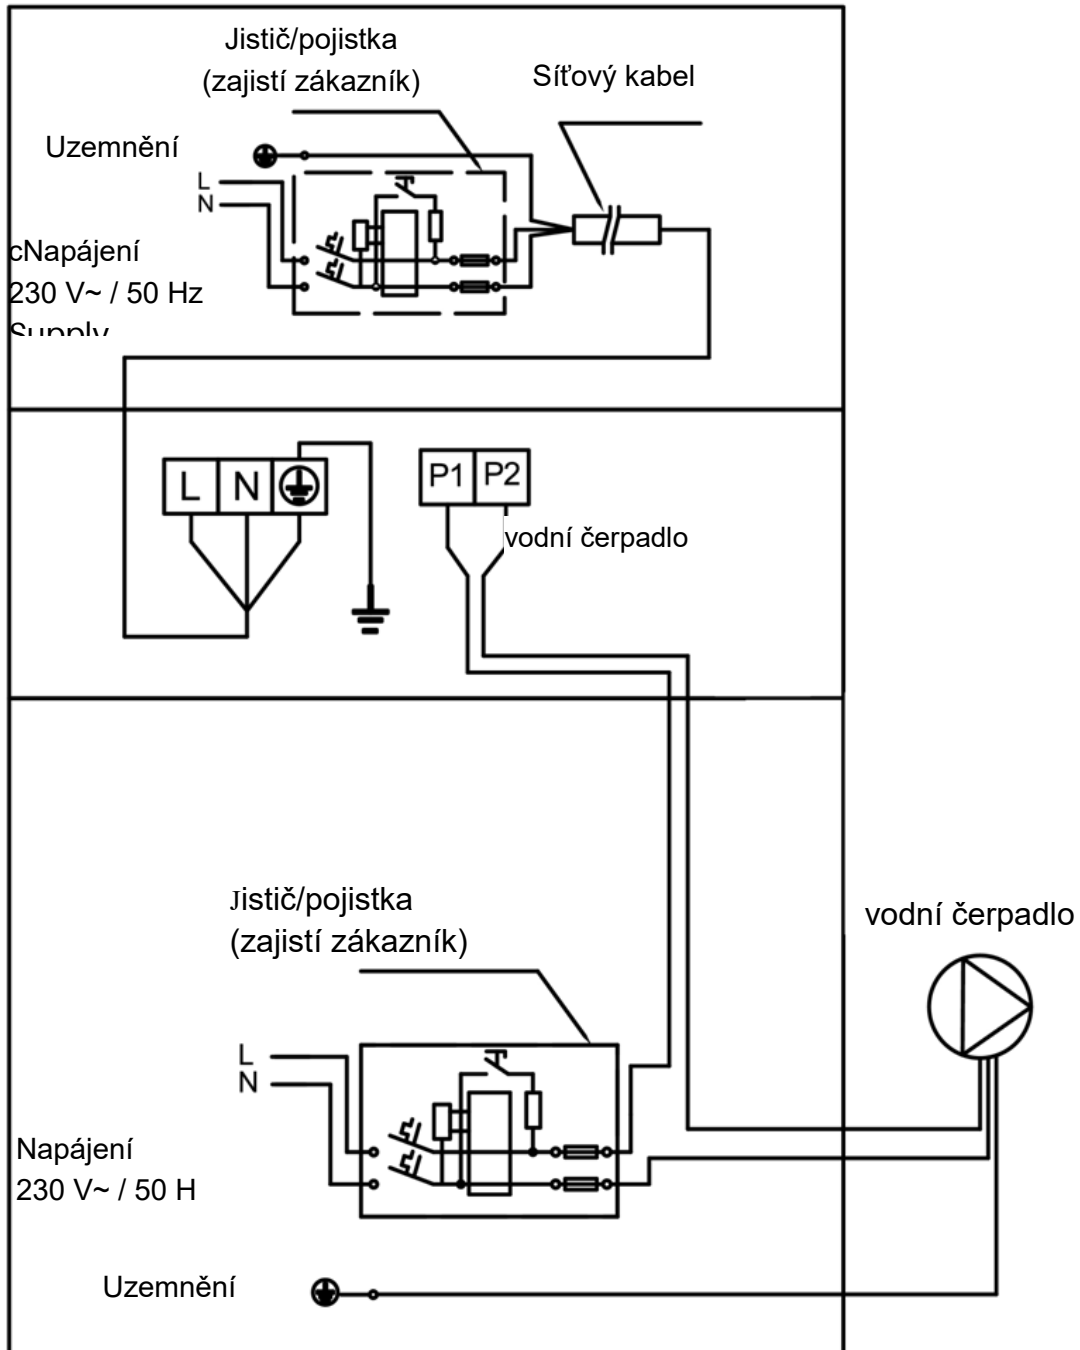 Jistič/pojistka
(zajistí zákazník)
Síťový kabel
Uzemnění
L
N
cNapájení
230 V~ / 50 Hz
Supply
L N
P1 P2
vodní čerpadlo
Jistič/pojistka
(zajistí zákazník)
vodní čerpadlo
L
N
Napájení
230 V~ / 50 H
Uzemnění